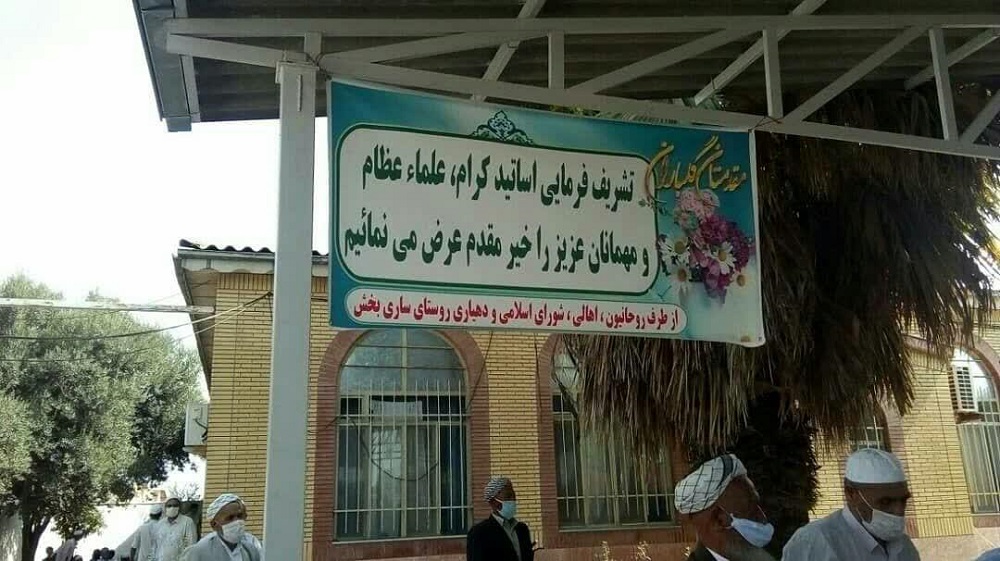 مقدمتان گلباران
تشریف فرمایی اساتید کرام، علماء عظام
و مهمانان عزیز را خیر مقدم عرض می نمائیم
از طرف روحانیون ، اهالی ، شورای اسلامی و دهیاری روستای ساری بخش